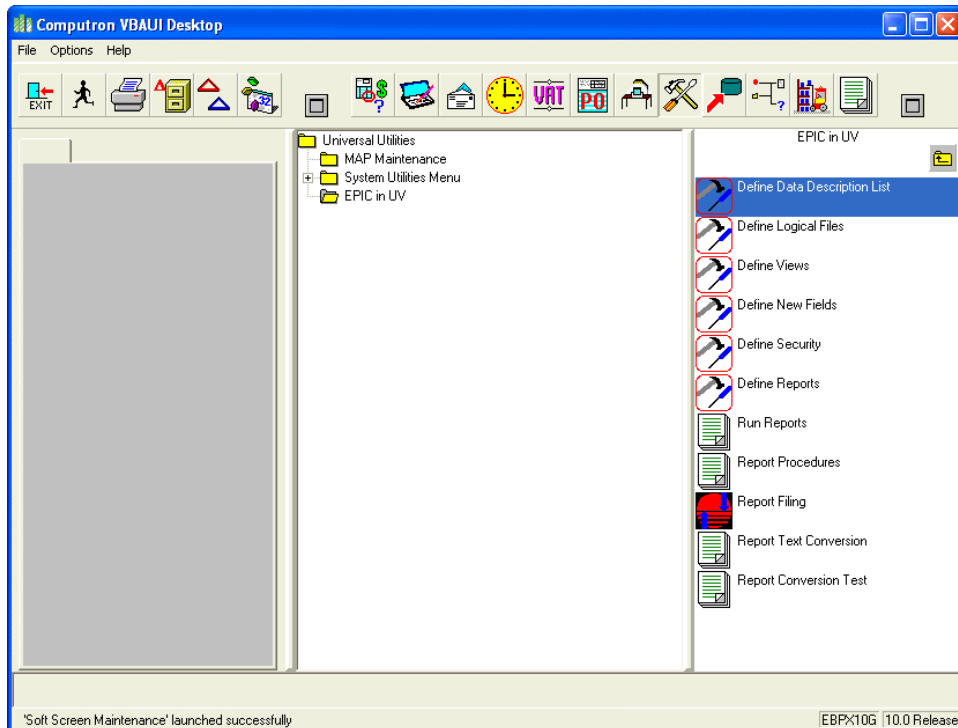 Computron VBAUI Desktop
File Options Help
EXIT
32
$
?
VAT
PO
?
Universal Utilities
MAP Maintenance
System Utilities Menu
EPIC in UV
EPIC in UV
Define Data Description List
Define Logical Files
Define Views
Define New Fields
Define Security
Define Reports
Run Reports
Report Procedures
Report Filing
Report Text Conversion
Report Conversion Test
'Soft Screen Maintenance' launched successfully
EBPX10G 10.0 Release